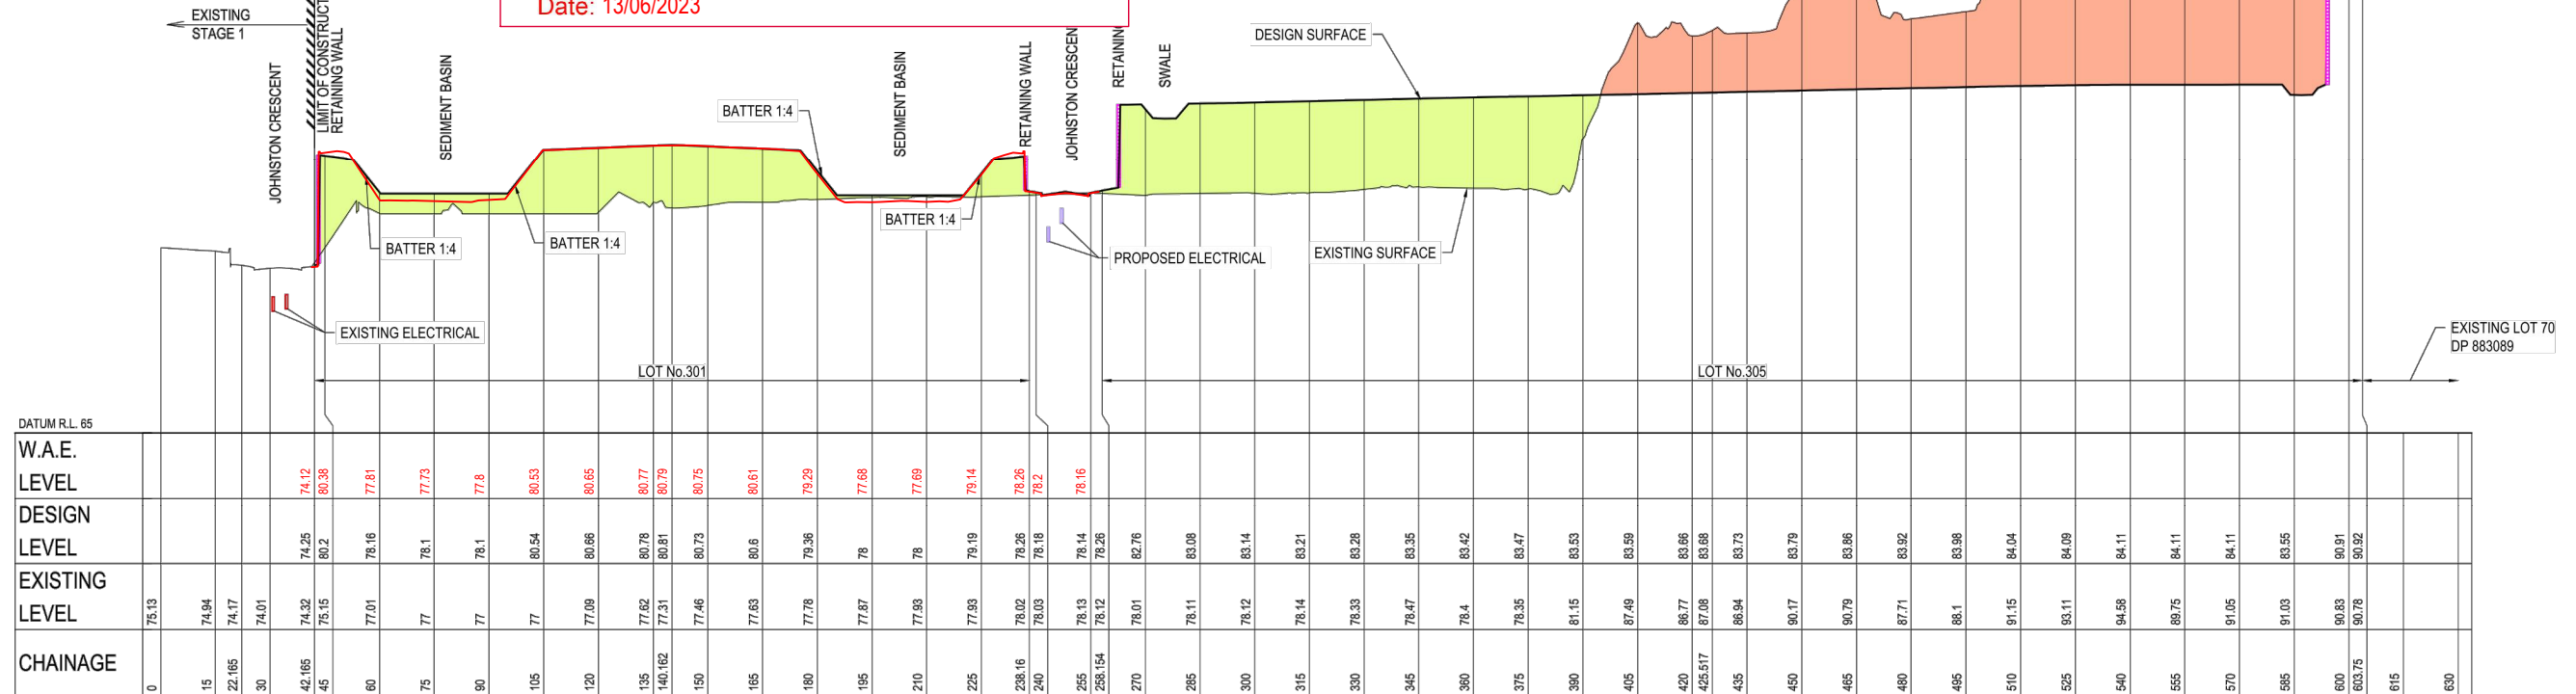 Date: 13/06/2023
EXISTING
STAGE 1
JOHNSTON CRESCENT
LIMIT OF CONSTRUCT
RETAINING WALL
SEDIMENT BASIN
BATTER 1:4
SEDIMENT BASIN
RETAINING WALL
JOHNSTON CRESCEN
RETAINING
SWALE
DESIGN SURFACE
BATTER 1:4
BATTER 1:4
BATTER 1:4
PROPOSED ELECTRICAL
EXISTING SURFACE
EXISTING ELECTRICAL
EXISTING LOT 70
DP 883089
LOT No.301
LOT No.305
DATUM R.L. 65
W.A.E.
LEVEL
74.12 80.38 77.81 77.73 77.8 80.53 80.65 80.77 80.79 80.75 80.61 79.29 77.68 77.69 79.14 78.26 78.2 78.16
DESIGN
LEVEL
74.25 80.2 78.16 78.1 78.1 80.54 80.66 80.78 80.81 80.73 80.6 79.36 78 78 79.19 78.26 78.18 78.14 78.26 82.76 83.08 83.14 83.21 83.28 83.35 83.42 83.47 83.53 83.59 83.66 83.68 83.73 83.79 83.86 83.92 83.98 84.04 84.09 84.11 84.11 84.11 83.55 90.91 90.92
EXISTING
LEVEL
75.13 74.94 74.17 74.01 74.32 75.15 77.01 77 77 77 77.09 77.62 77.31 77.46 77.63 77.78 77.87 77.93 77.93 78.02 78.03 78.13 78.12 78.01 78.11 78.12 78.14 78.33 78.47 78.4 78.35 81.15 87.49 86.77 87.08 86.94 90.17 90.79 87.71 88.1 91.15 93.11 94.58 89.75 91.05 91.03 90.83 90.78
CHAINAGE
0 15 22.165 30 42.165 45 60 75 90 105 120 135 140.162 150 165 180 195 210 225 238.16 240 255 258.154 270 285 300 315 330 345 360 375 390 405 420 425.517 435 450 465 480 495 510 525 540 555 570 585 600 603.75 615 630